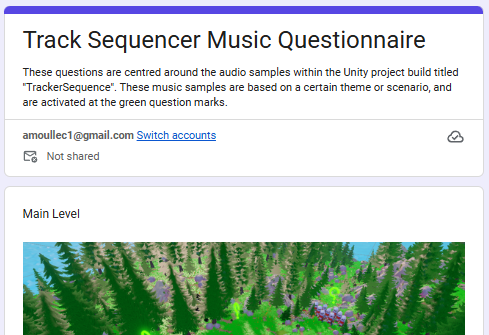 Track Sequencer Music Questionnaire
These questions are centred around the audio samples within the Unity project build titled
"TrackerSequence". These music samples are based on a certain theme or scenario, and
are activated at the green question marks.
amoullec1@gmail.com Switch accounts
Not shared
Main Level